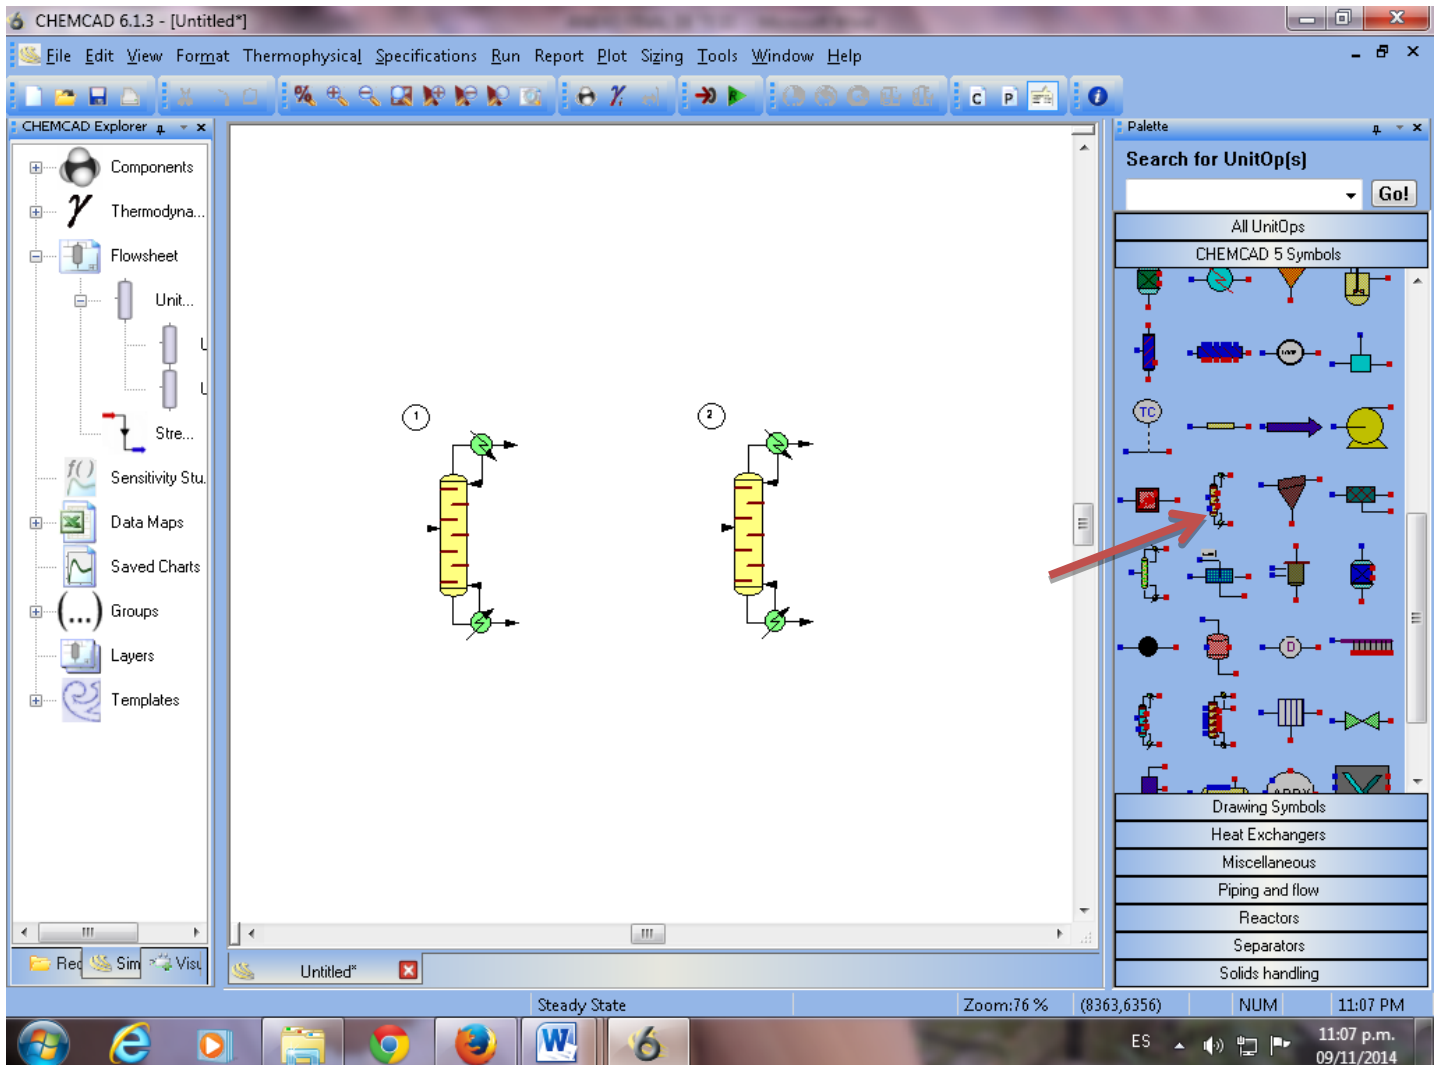 CHEMCAD 6.1.3 - [Untitled*]
File Edit View Format Thermophysical Specifications Run Report Plot Sizing Tools Window Help
CHEMCAD Explorer
Components
Thermodyna...
Flowsheet
Unit...
U
U
Stre...
Sensitivity Stu.
Data Maps
Saved Charts
Groups
Layers
Templates
Sim
1
2
Untitled*
Palette
Search for UnitOp(s)
Go!
All UnitOps
CHEMCAD 5 Symbols
LOOP
TC
D
Drawing Symbols
Heat Exchangers
Miscellaneous
Piping and flow
Reactors
Separators
Solids handling
Steady State
Zoom:76 %
(8363,6356)
NUM
11:07 PM
ES
11:07 p.m.
09/11/2014